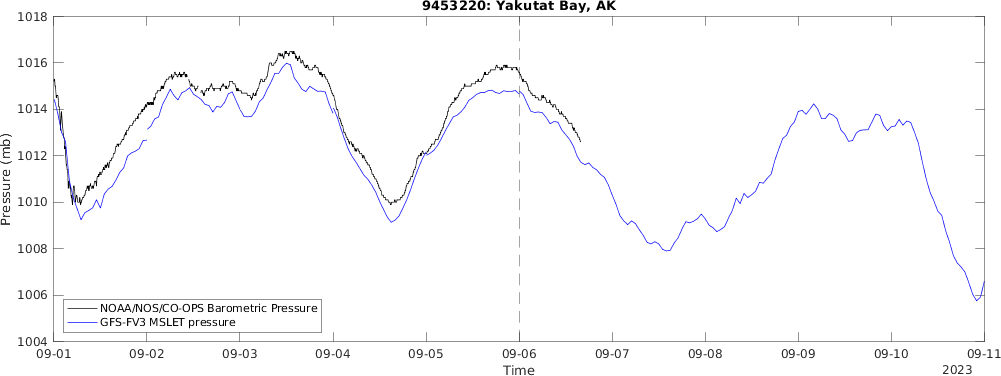 9453220: Yakutat Bay, AK
Pressure (mb)
1018
1016
1014
1012
1010
1008
1006
1004
NOAA/NOS/CO-OPS Barometric Pressure
GFS-FV3 MSLET pressure
09-01 09-02 09-03 09-04 09-05 09-06 09-07 09-08 09-09 09-10 09-11
Time
2023